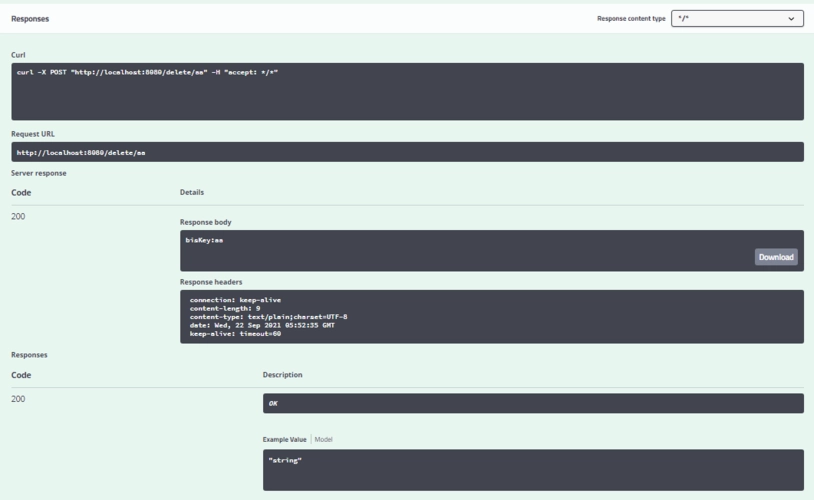 Responses
Response content type
*/*
Curl
curl -X POST "http://localhost:8080/delete/aa" -H "accept: */*"
Request URL
http://localhost:8080/delete/aa
Server response
Code Details
200
Response body
bizKey:aa
Download
Response headers
connection: keep-alive
content-length: 9
content-type: text/plain;charset=UTF-8
date: Wed, 22 Sep 2021 05:52:35 GMT
keep-alive: timeout=60
Responses
Code Description
200
OK
Example Value | Model
"string"